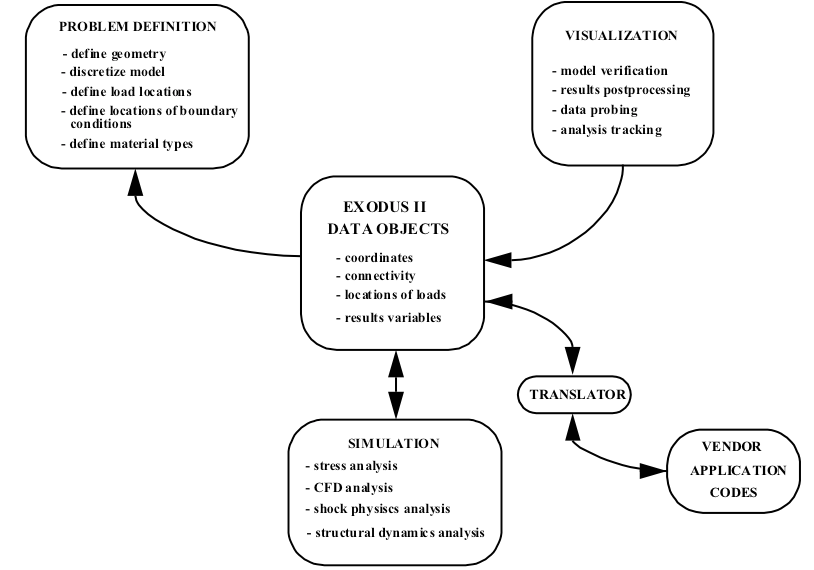 PROBLEM DEFINITION
- define geometry
- discretize model
- define load locations
- define locations of boundary
conditions
- define material types
VISUALIZATION
- model verification
- results postprocessing
- data probing
- analysis tracking
EXODUS II
DATA OBJECTS
- coordinates
- connectivity
- locations of loads
- results variables
TRANSLATOR
SIMULATION
- stress analysis
- CFD analysis
- shock physiscs analysis
- structural dynamics analysis
VENDOR
APPLICATION
CODES